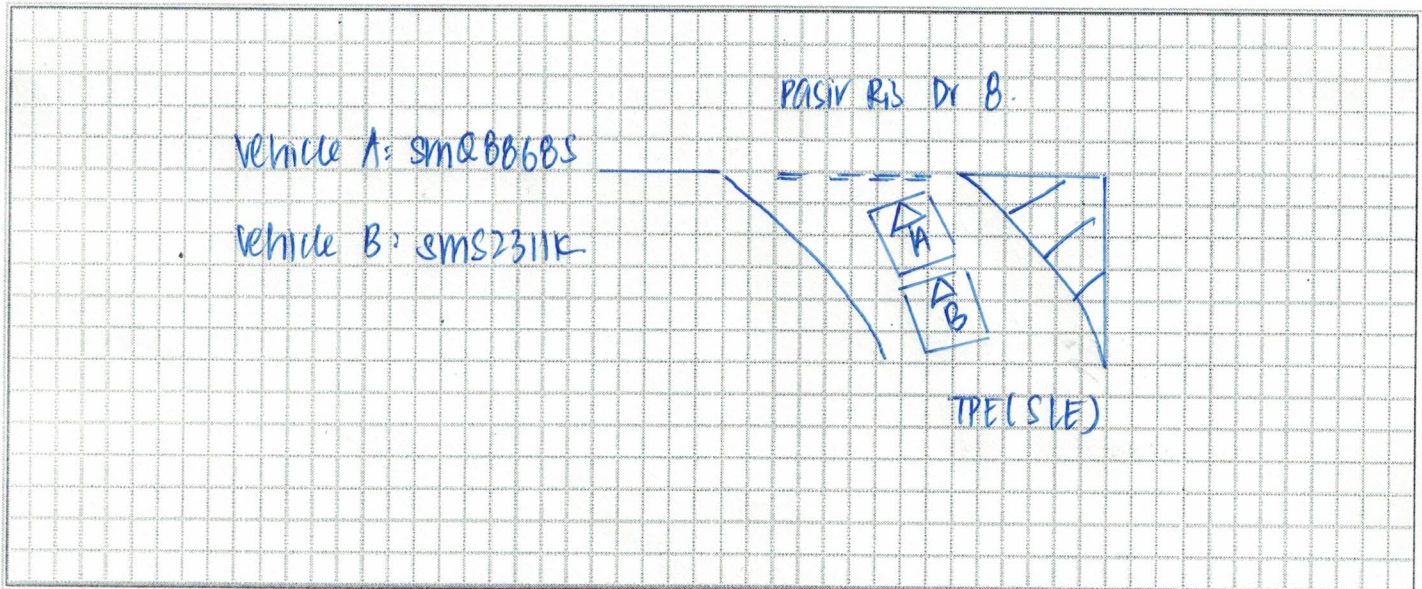 Pasir Ris Dr 8.
Vehicle A: SMQ8868S
Vehicle B: SMS2311K
A
B
TPE(SLE)